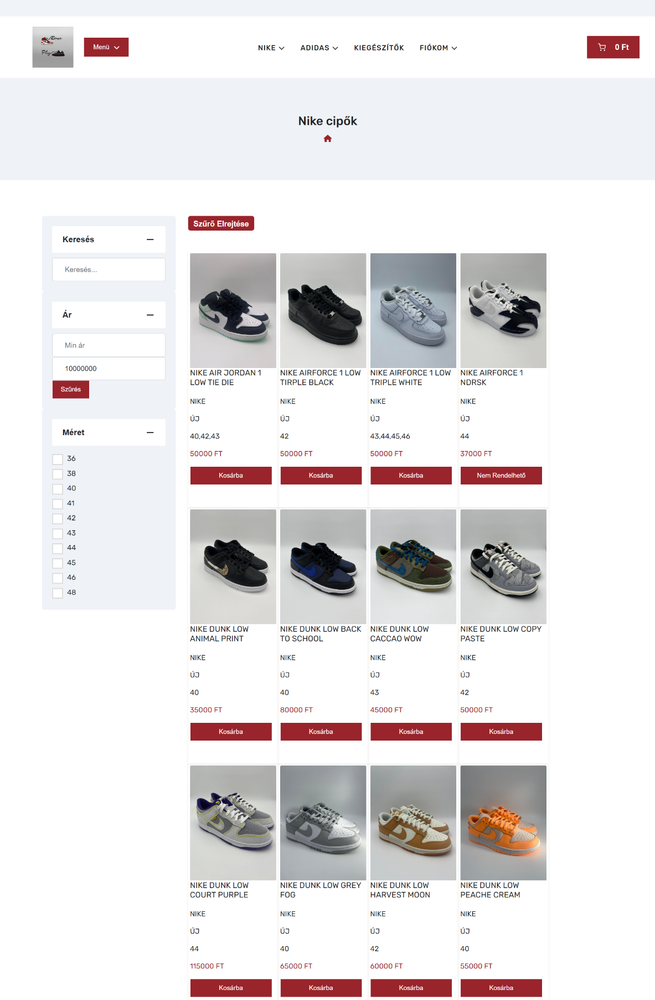 Boro
Plug
Menü
NIKE
ADIDAS
KIEGÉSZÍTŐK
FIÓKOM
0 Ft
Nike cipők
Keresés
Keresés...
Ár
Min ár
10000000
Szűrés
Méret
36
38
40
41
42
43
44
45
46
48
Szűrő Elrejtése
NIKE AIR JORDAN 1
LOW TIE DIE
NIKE
ÚJ
40,42,43
50000 FT
Kosárba
NIKE AIRFORCE 1 LOW
TIRPLE BLACK
NIKE
ÚJ
42
50000 FT
Kosárba
NIKE AIRFORCE 1 LOW
TRIPLE WHITE
NIKE
ÚJ
43,44,45,46
50000 FT
Kosárba
NIKE AIRFORCE 1
NDRSK
NIKE
ÚJ
44
37000 FT
Nem Rendelhető
NIKE DUNK LOW
ANIMAL PRINT
NIKE
ÚJ
40
35000 FT
Kosárba
NIKE DUNK LOW BACK
TO SCHOOL
NIKE
ÚJ
40
80000 FT
Kosárba
NIKE DUNK LOW
CACCAO WOW
NIKE
ÚJ
43
45000 FT
Kosárba
NIKE DUNK LOW COPY
PASTE
NIKE
ÚJ
42
50000 FT
Kosárba
NIKE DUNK LOW
COURT PURPLE
NIKE
ÚJ
44
115000 FT
Kosárba
NIKE DUNK LOW GREY
FOG
NIKE
ÚJ
40
65000 FT
Kosárba
NIKE DUNK LOW
HARVEST MOON
NIKE
ÚJ
42
60000 FT
Kosárba
NIKE DUNK LOW
PEACHE CREAM
NIKE
ÚJ
40
55000 FT
Kosárba